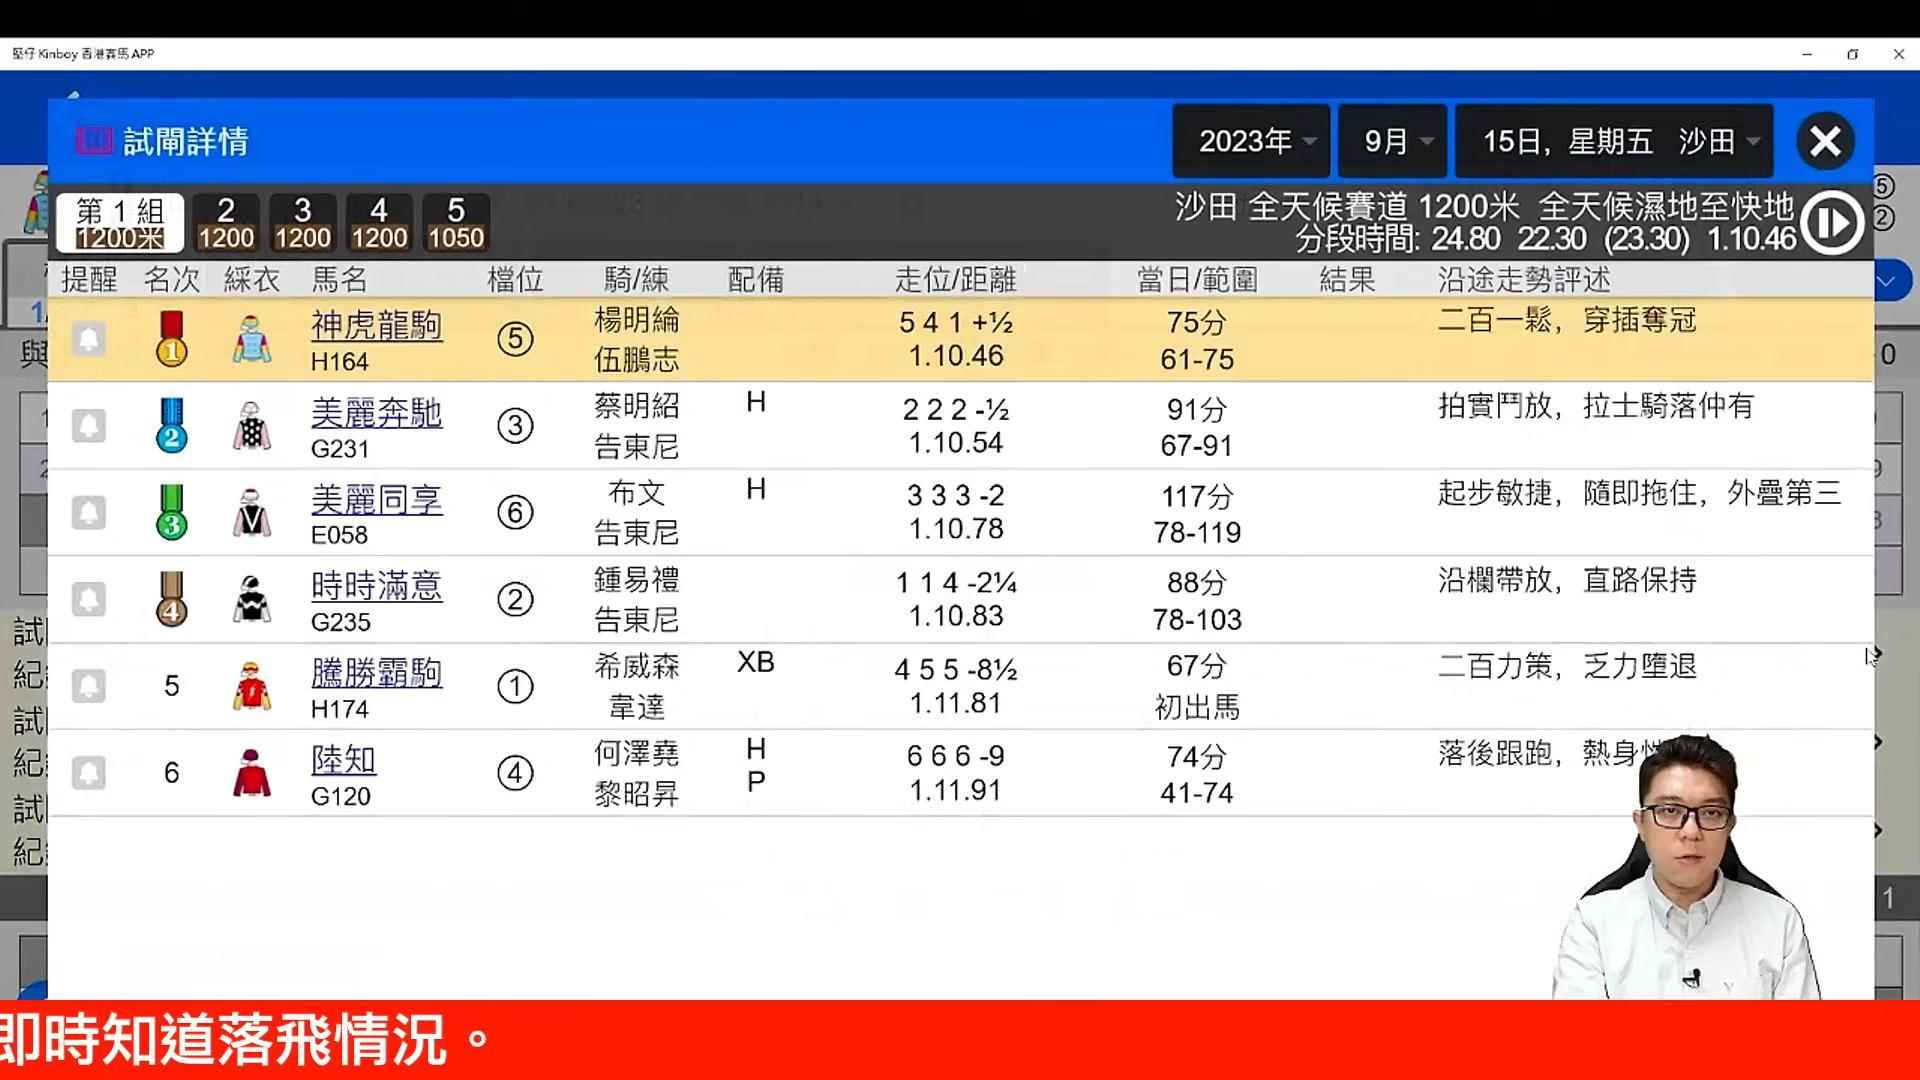 堅仔 Kinboy 香港賽馬 APP
試閘詳情
2023年 9月 15日, 星期五 沙田
第 1 組 2 3 4 5
1200米 1200 1200 1200 1050
沙田 全天候賽道 1200米 全天候濕地至快地
分段時間: 24.80 22.30 (23.30) 1.10.46
提醒 名次 綵衣 馬名 檔位 騎/練 配備 走位/距離 當日/範圍 結果 沿途走勢評述
1 神虎龍駒 5 楊明綸 5 4 1 +½ 75分 二百一鬆, 穿插奪冠
H164 伍鵬志 1.10.46 61-75
2 美麗奔馳 3 蔡明紹 H 2 2 2 -½ 91分 拍實鬥放, 拉士騎落仲有
G231 告東尼 1.10.54 67-91
3 美麗同享 6 布文 H 3 3 3 -2 117分 起步敏捷, 隨即拖住, 外疊第三
E058 告東尼 1.10.78 78-119
4 時時滿意 2 鍾易禮 1 1 4 -2¼ 88分 沿欄帶放, 直路保持
G235 告東尼 1.10.83 78-103
5 騰勝霸駒 1 希威森 XB 4 5 5 -8½ 67分 二百力策, 乏力墮退
H174 韋達 1.11.81 初出馬
6 陸知 4 何澤堯 H 6 6 6 -9 74分 落後跟跑, 熱身
G120 黎昭昇 P 1.11.91 41-74
即時知道落飛情況。